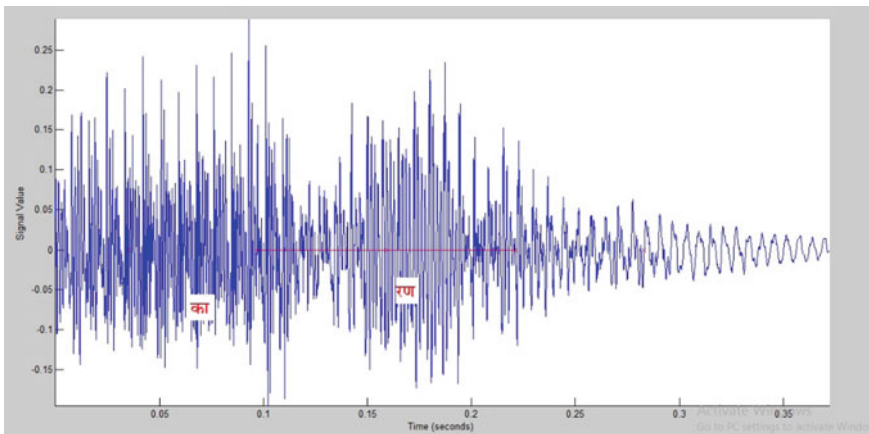 0.25
0.2
0.15
0.1
0.05
0
-0.05
-0.1
-0.15
Signal Value
का
रण
0.05 0.1 0.15 0.2 0.25 0.3 0.35
Time (seconds)
Activate Windows
Go to PC settings to activate Windo